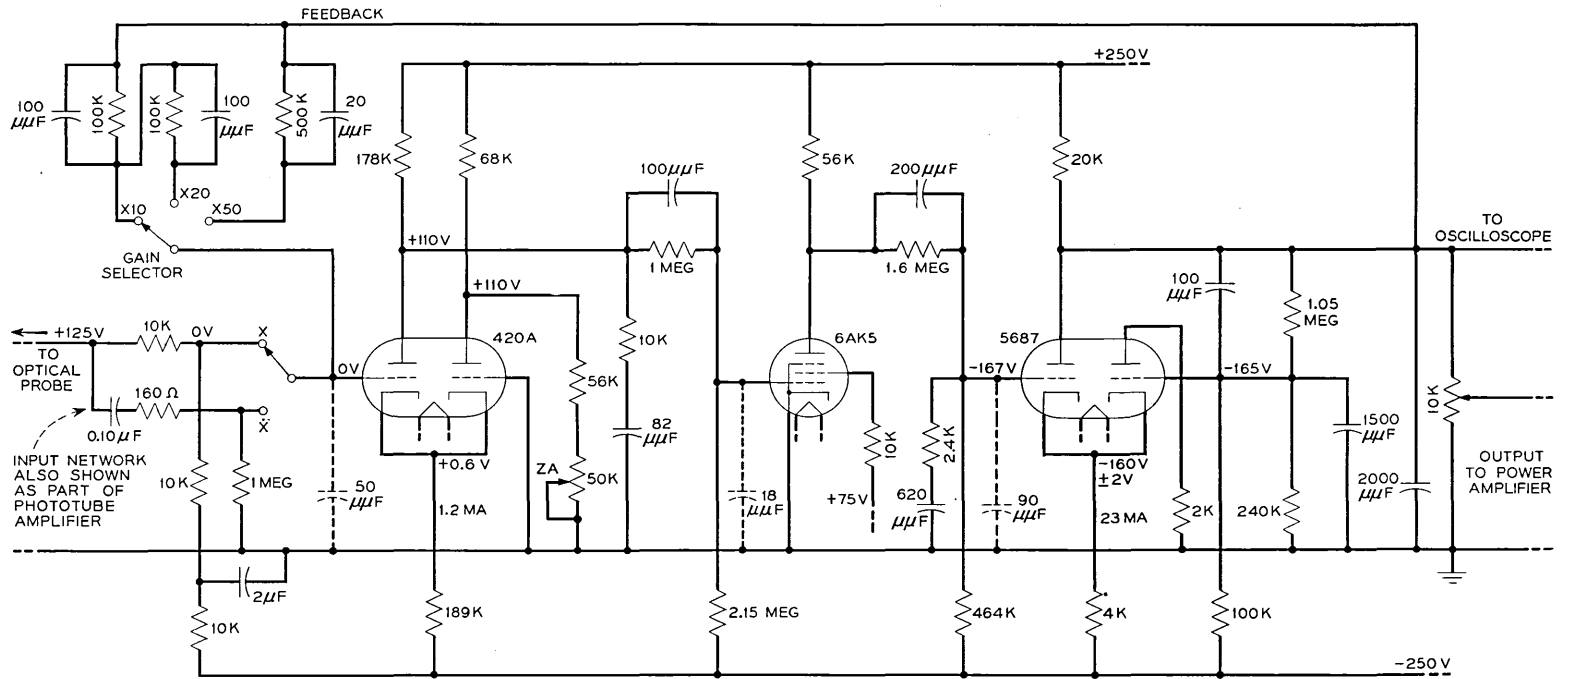 FEEDBACK
+250V
100
μμF
100K
100K
100
μμF
500K
20
μμF
178K
68K
100μμF
56K
200μμF
20K
X10
X20
X50
GAIN
SELECTOR
+110V
1 MEG
1.6 MEG
TO
OSCILLOSCOPE
+110V
100
μμF
1.05
MEG
+125V
10K
0V
X
TO
OPTICAL
PROBE
0V
420A
10K
6AK5
5687
-167V
-165V
160Ω
Ẍ
0.10μF
56K
10K
82
μμF
10K
2.4K
1500
μμF
INPUT NETWORK
ALSO SHOWN
AS PART OF
PHOTOTUBE
AMPLIFIER
10K
1 MEG
50
μμF
+0.6 V
ZA
50K
18
μμF
+75V
620
μμF
90
μμF
-160V
±2V
2K
240K
2000
μμF
OUTPUT
TO POWER
AMPLIFIER
1.2 MA
23 MA
2μF
10K
189K
2.15 MEG
464K
4K
100K
-250V